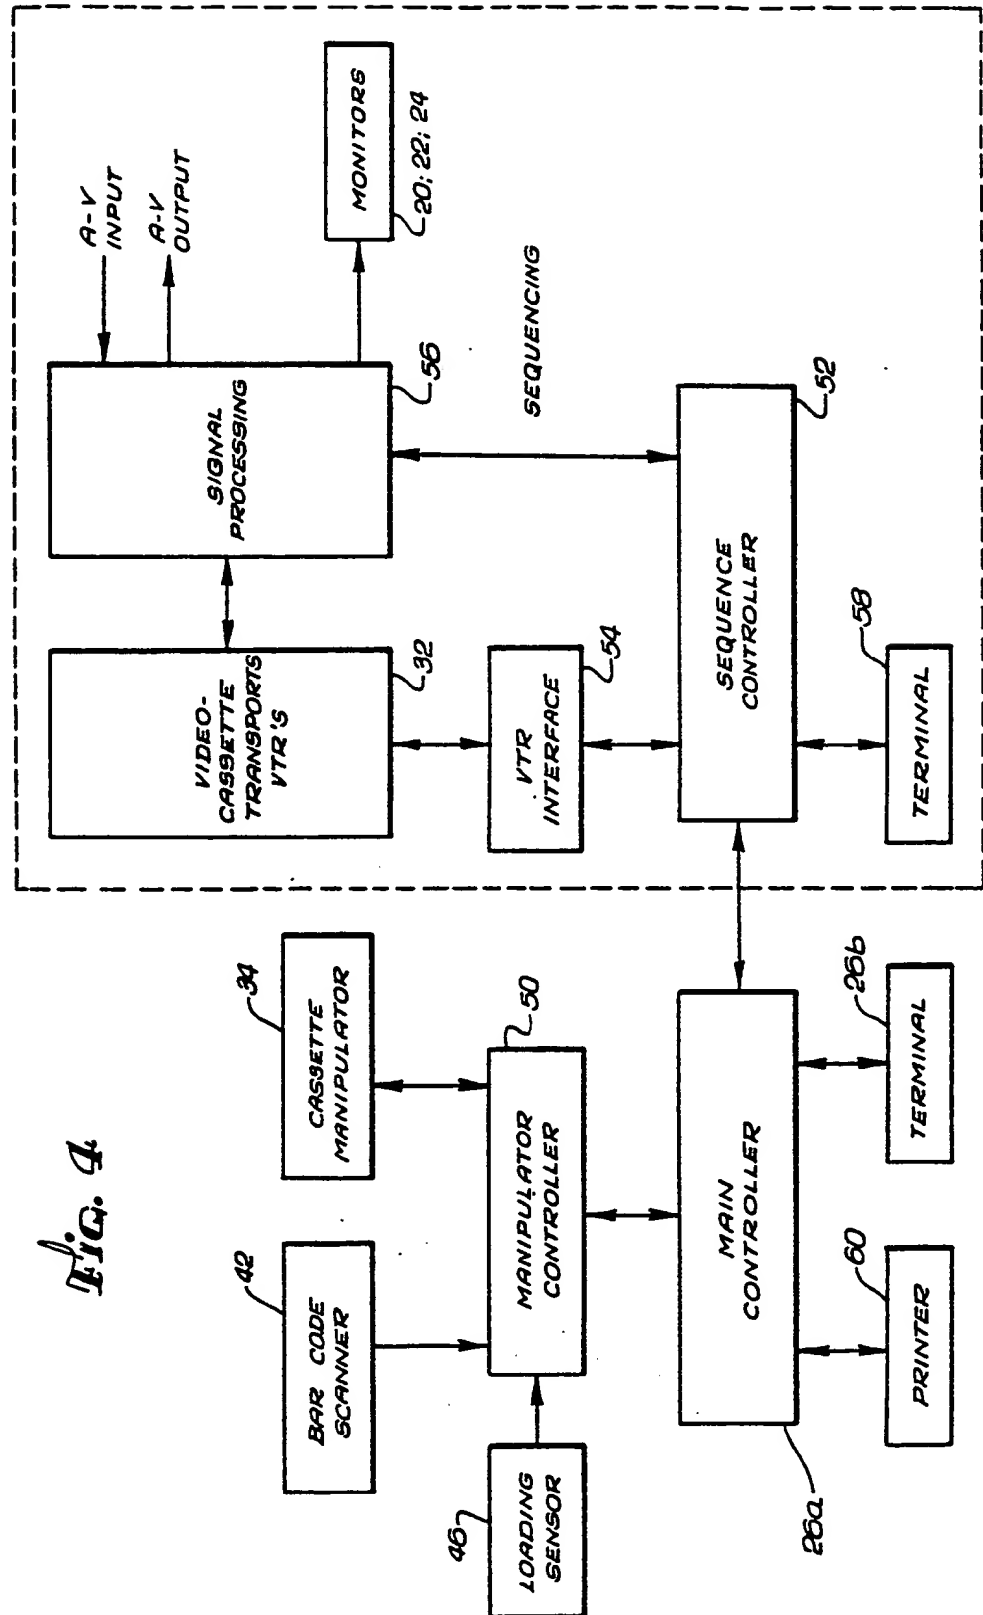 Fig. 4
LOADING
SENSOR
46
BAR CODE
SCANNER
42
CASSETTE
MANIPULATOR
34
MANIPULATOR
CONTROLLER
50
MAIN
CONTROLLER
26a
PRINTER
60
TERMINAL
26b
VIDEO-
CASSETTE
TRANSPORTS
VTR'S
32
SIGNAL
PROCESSING
56
A-V
INPUT
A-V
OUTPUT
MONITORS
20; 22; 24
VTR
INTERFACE
54
SEQUENCING
SEQUENCE
CONTROLLER
52
TERMINAL
58